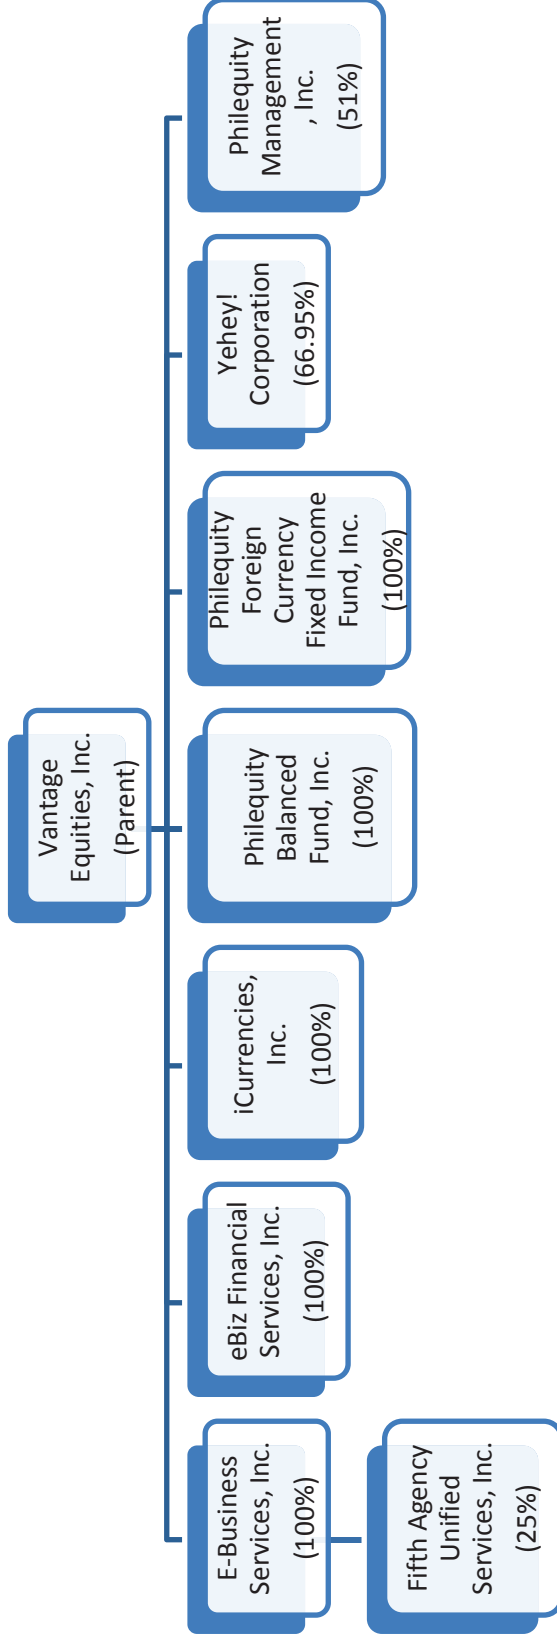 Vantage
Equities, Inc.
(Parent)
E-Business
Services, Inc.
(100%)
eBiz Financial
Services, Inc.
(100%)
iCurrencies,
Inc.
(100%)
Philequity
Balanced
Fund, Inc.
(100%)
Philequity
Foreign
Currency
Fixed Income
Fund, Inc.
(100%)
Yehey!
Corporation
(66.95%)
Philequity
Management
, Inc.
(51%)
Fifth Agency
Unified
Services, Inc.
(25%)